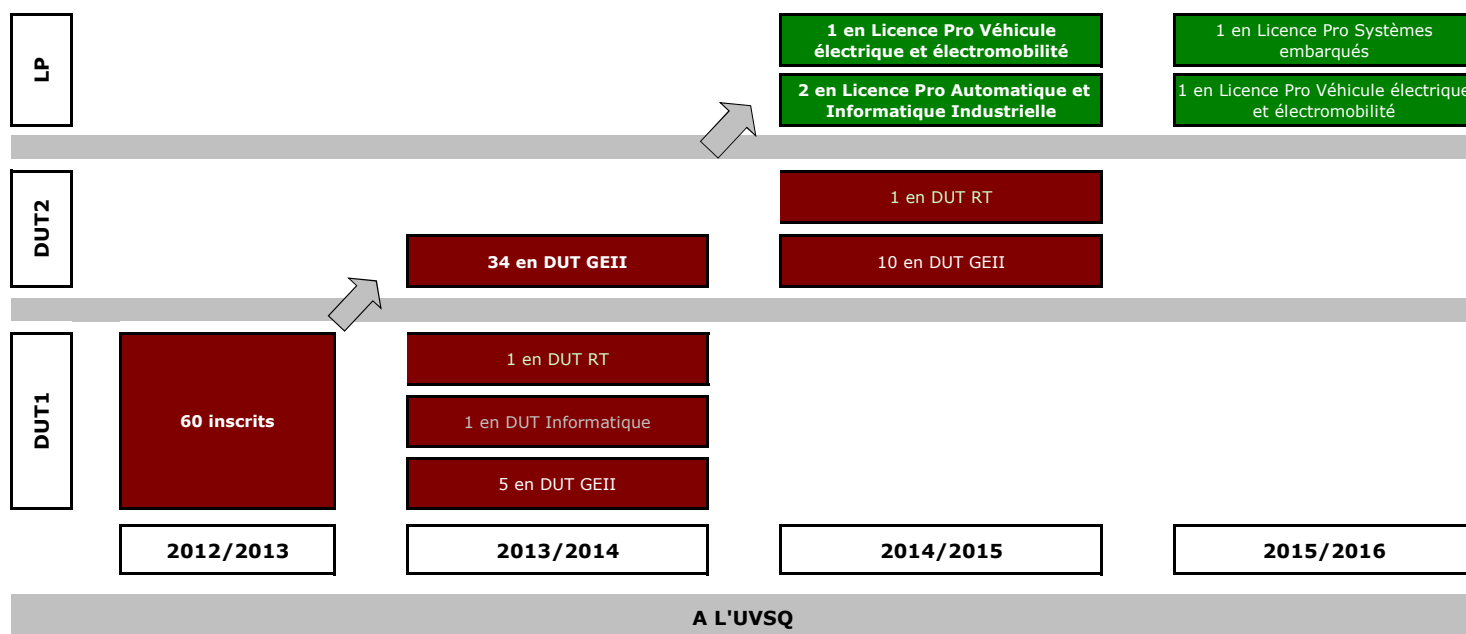 LP
1 en Licence Pro Véhicule
électrique et électromobilité
1 en Licence Pro Systèmes
embarqués
2 en Licence Pro Automatique et
Informatique Industrielle
1 en Licence Pro Véhicule électrique
et électromobilité
DUT2
1 en DUT RT
34 en DUT GEII
10 en DUT GEII
DUT1
60 inscrits
1 en DUT RT
1 en DUT Informatique
5 en DUT GEII
2012/2013
2013/2014
2014/2015
2015/2016
A L'UVSQ